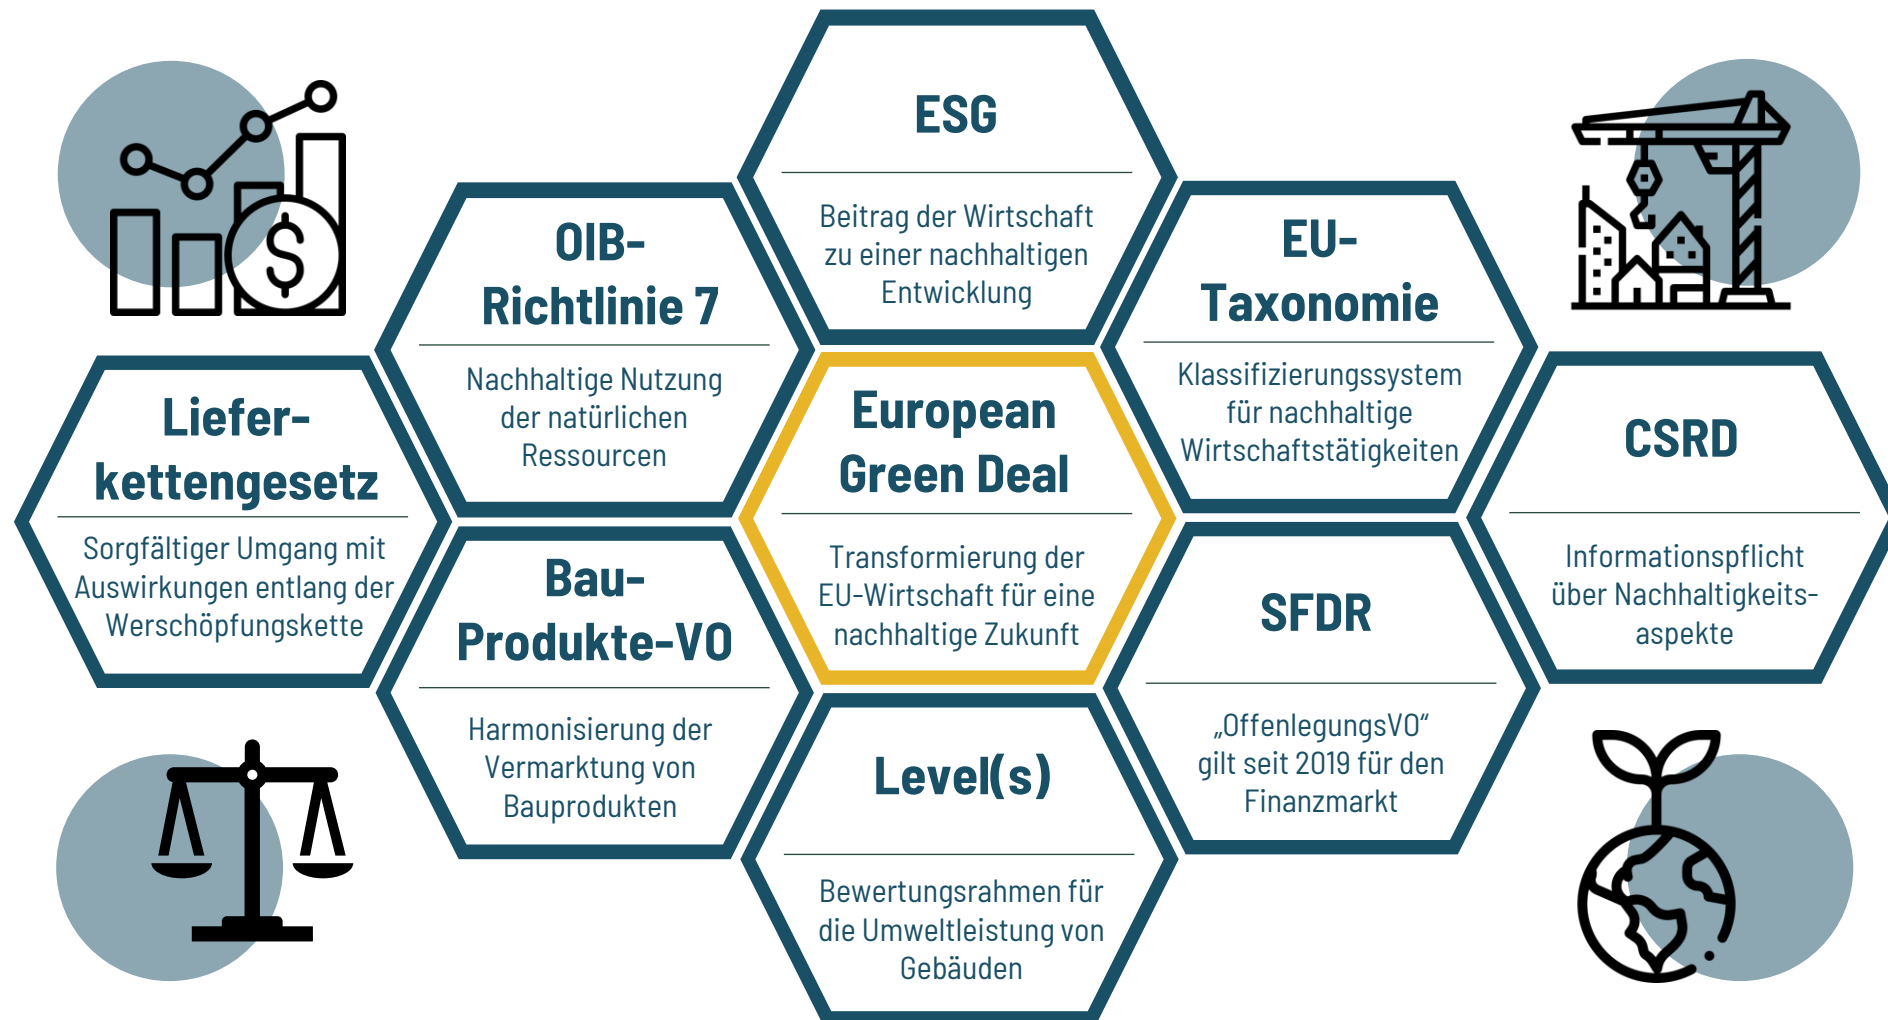 ESG
Beitrag der Wirtschaft
zu einer nachhaltigen
Entwicklung
OIB-
Richtlinie 7
Nachhaltige Nutzung
der natürlichen
Ressourcen
EU-
Taxonomie
Klassifizierungssystem
für nachhaltige
Wirtschaftstätigkeiten
Liefer-
kettengesetz
Sorgfältiger Umgang mit
Auswirkungen entlang der
Werschöpfungskette
European
Green Deal
Transformierung der
EU-Wirtschaft für eine
nachhaltige Zukunft
CSRD
Informationspflicht
über Nachhaltigkeits-
aspekte
Bau-
Produkte-VO
Harmonisierung der
Vermarktung von
Bauprodukten
SFDR
„OffenlegungsVO“
gilt seit 2019 für den
Finanzmarkt
Level(s)
Bewertungsrahmen für
die Umweltleistung von
Gebäuden
$